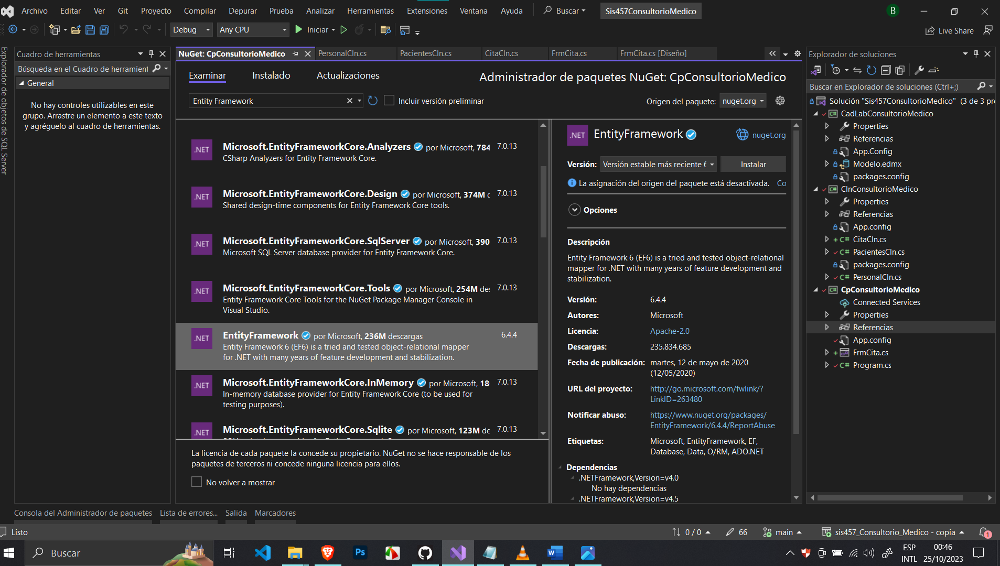 Archivo Editar Ver Git Proyecto Compilar Depurar Prueba Analizar Herramientas Extensiones Ventana Ayuda Buscar Sis457ConsultorioMedico B
Debug Any CPU Iniciar Live Share
Explorador de objetos de SQL Server
Cuadro de herramientas
Búsqueda en el Cuadro de herramient
General
No hay controles utilizables en este
grupo. Arrastre un elemento a este texto
y agréguelo al cuadro de herramientas.
NuGet: CpConsultorioMedico PersonalCln.cs PacientesCln.cs CitaCln.cs FrmCita.cs FrmCita.cs [Diseño]
Examinar Instalado Actualizaciones Administrador de paquetes NuGet: CpConsultorioMedico
Entity Framework Incluir versión preliminar Origen del paquete: nuget.org
.NET Microsoft.EntityFrameworkCore.Analyzers por Microsoft, 784 7.0.13
CSharp Analyzers for Entity Framework Core.
.NET Microsoft.EntityFrameworkCore.Design por Microsoft, 374M d 7.0.13
Shared design-time components for Entity Framework Core tools.
.NET Microsoft.EntityFrameworkCore.SqlServer por Microsoft, 390 7.0.13
Microsoft SQL Server database provider for Entity Framework Core.
.NET Microsoft.EntityFrameworkCore.Tools por Microsoft, 254M des 7.0.13
Entity Framework Core Tools for the NuGet Package Manager Console in
Visual Studio.
.NET EntityFramework por Microsoft, 236M descargas 6.4.4
Entity Framework 6 (EF6) is a tried and tested object-relational mapper
for .NET with many years of feature development and stabilization.
.NET Microsoft.EntityFrameworkCore.InMemory por Microsoft, 18 7.0.13
In-memory database provider for Entity Framework Core (to be used for
testing purposes).
.NET Microsoft.EntityFrameworkCore.Sqlite por Microsoft, 123M de 7.0.13
La licencia de cada paquete la concede su propietario. NuGet no se hace responsable de los
paquetes de terceros ni concede ninguna licencia para ellos.
No volver a mostrar
.NET EntityFramework nuget.org
Versión: Versión estable más reciente 6 Instalar
La asignación del origen del paquete está desactivada. Co
Opciones
Descripción
Entity Framework 6 (EF6) is a tried and tested object-relational
mapper for .NET with many years of feature development and
stabilization.
Versión: 6.4.4
Autores: Microsoft
Licencia: Apache-2.0
Descargas: 235.834.685
Fecha de publicación: martes, 12 de mayo de 2020
(12/05/2020)
URL del proyecto: http://go.microsoft.com/fwlink/?
LinkID=263480
Notificar abuso: https://www.nuget.org/packages/
EntityFramework/6.4.4/ReportAbuse
Etiquetas: Microsoft, EntityFramework, EF,
Database, Data, O/RM, ADO.NET
Dependencias
.NETFramework,Version=v4.0
No hay dependencias
.NETFramework,Version=v4.5
Explorador de soluciones
Buscar en Explorador de soluciones (Ctrl+;)
Solución "Sis457ConsultorioMedico" (3 de 3 pro
C# CadLabConsultorioMedico
Properties
Referencias
App.Config
Modelo.edmx
packages.config
C# ClnConsultorioMedico
Properties
Referencias
App.config
C# CitaCln.cs
C# PacientesCln.cs
packages.config
C# PersonalCln.cs
C# CpConsultorioMedico
Connected Services
Properties
Referencias
App.config
FrmCita.cs
C# Program.cs
Consola del Administrador de paquetes Lista de errores... Salida Marcadores
Listo 0 / 0 66 main sis457_Consultorio_Medico - copia 1
Buscar Ps W ESP 00:46
INTL 25/10/2023